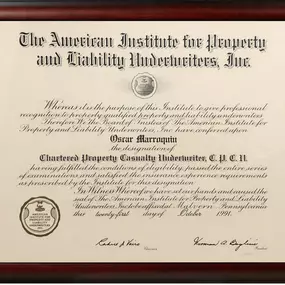 The American Institute for Property
and Liability Underwriters, Inc.
Whereas it is the purpose of this Institute to give professional
recognition to properly qualified property and liability underwriters
Therefore We the Board of Trustees of The American Institute for
Property and Liability Underwriters, Inc. have conferred upon
Oscar Marroquin
the designation of
Chartered Property Casualty Underwriter, C.P.C.U.
having fulfilled the conditions of eligibility, passed the entire series
of examinations, and satisfied the insurance experience requirements
as prescribed by the Institute for this designation
In Witness Whereof we have set our hands and caused the
seal of The American Institute for Property and Liability
Underwriters, Inc. to be affixed at Malvern, Pennsylvania
this twenty-first day of October 1991.